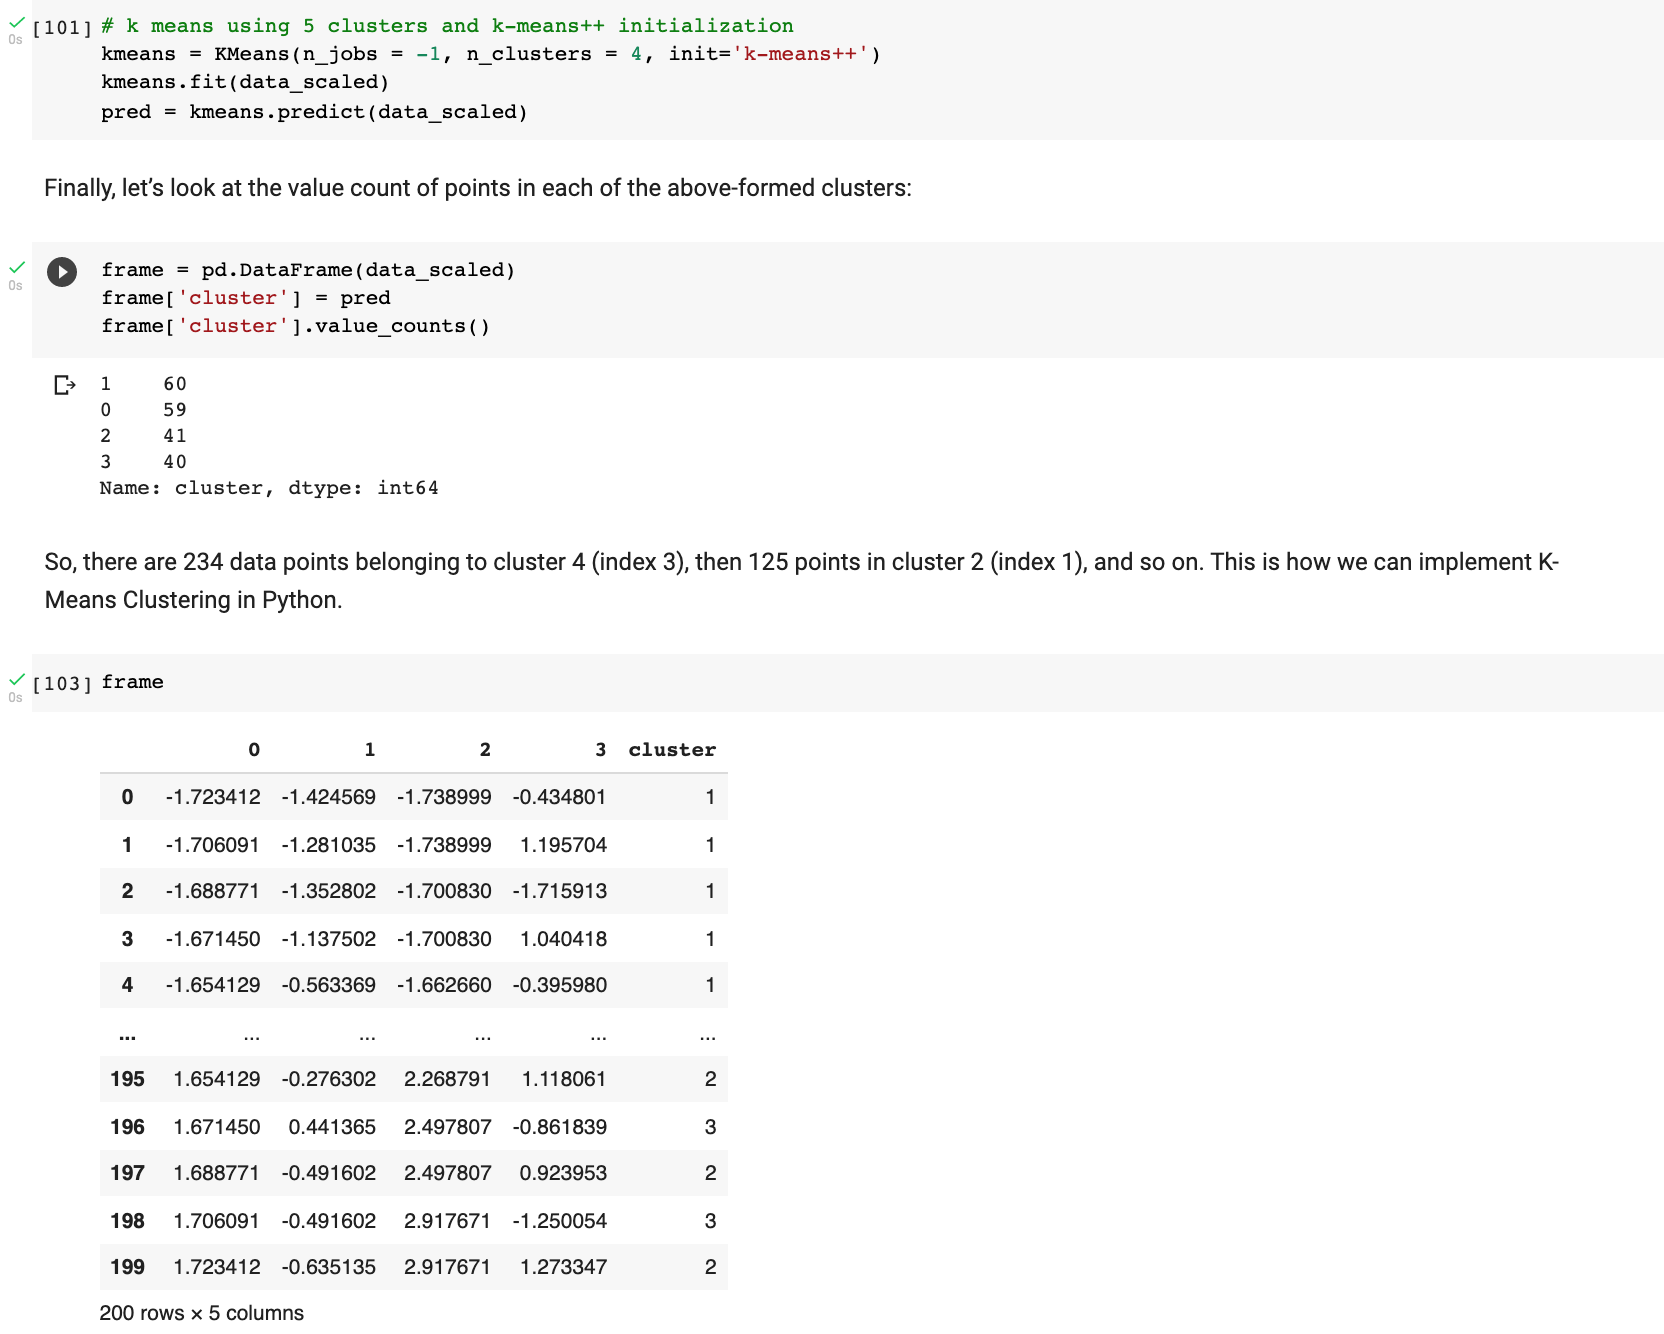 [101] # k means using 5 clusters and k-means++ initialization
kmeans = KMeans(n_jobs = -1, n_clusters = 4, init='k-means++')
0s
kmeans.fit(data_scaled)
pred = kmeans.predict(data_scaled)
Finally, let’s look at the value count of points in each of the above-formed clusters:
frame = pd.DataFrame(data_scaled)
0s
frame['cluster'] = pred
frame['cluster'].value_counts()
1 60
0 59
2 41
3 40
Name: cluster, dtype: int64
So, there are 234 data points belonging to cluster 4 (index 3), then 125 points in cluster 2 (index 1), and so on. This is how we can implement K-
Means Clustering in Python.
[103] frame
0s
0 1 2 3 cluster
0 -1.723412 -1.424569 -1.738999 -0.434801 1
1 -1.706091 -1.281035 -1.738999 1.195704 1
2 -1.688771 -1.352802 -1.700830 -1.715913 1
3 -1.671450 -1.137502 -1.700830 1.040418 1
4 -1.654129 -0.563369 -1.662660 -0.395980 1
... ... ... ... ... ...
195 1.654129 -0.276302 2.268791 1.118061 2
196 1.671450 0.441365 2.497807 -0.861839 3
197 1.688771 -0.491602 2.497807 0.923953 2
198 1.706091 -0.491602 2.917671 -1.250054 3
199 1.723412 -0.635135 2.917671 1.273347 2
200 rows × 5 columns